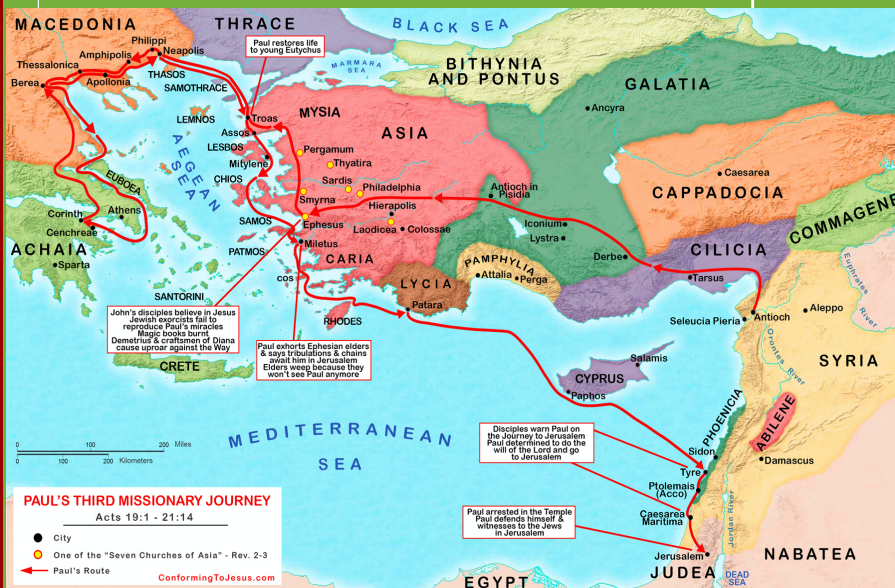 MACEDONIA
THRACE
BLACK SEA
Philippi
Neapolis
Amphipolis
Thessalonica
Apollonia
Berea
THASOS
SAMOTHRACE
Paul restores life
to young Eutychus
MARMARA
SEA
BITHYNIA
AND PONTUS
GALATIA
Ancyra
LEMNOS
Troas
MYSIA
ASIA
Assos
LESBOS
Mitylene
Pergamum
Thyatira
AEGEAN
SEA
CHIOS
Sardis
Philadelphia
Smyrna
Hierapolis
Antioch in
Pisidia
Caesarea
CAPPADOCIA
COMMAGENE
EUBOEA
Athens
Corinth
Cenchreae
ACHAIA
Sparta
SAMOS
Ephesus
Laodicea
Colossae
Miletus
PATMOS
CARIA
Iconium
Lystra
Derbe
CILICIA
Tarsus
PAMPHYLIA
Attalia
Perga
LYCIA
Patara
cos
SANTORINI
RHODES
CRETE
Euphrates
River
Seleucia Pieria
Antioch
Aleppo
Orontes River
SYRIA
John's disciples believe in Jesus
Jewish exorcists fail to
reproduce Paul's miracles
Magic books burnt
Demetrius & craftsmen of Diana
cause uproar against the Way
Paul exhorts Ephesian elders
& says tribulations & chains
await him in Jerusalem
Elders weep because they
won't see Paul anymore
Salamis
CYPRUS
Paphos
PHOENICIA
ABILENE
MEDITERRANEAN
SEA
Disciples warn Paul on
the Journey to Jerusalem
Paul determined to do the
will of the Lord and go
to Jerusalem
Sidon
Damascus
Tyre
Ptolemais
(Acco)
Caesarea
Maritima
Jordan River
Paul arrested in the Temple
Paul defends himself &
witnesses to the Jews
in Jerusalem
Jerusalem
JUDEA
DEAD
SEA
NABATEA
EGYPT
0 100 200 Miles
0 100 200 Kilometers
PAUL'S THIRD MISSIONARY JOURNEY
Acts 19:1 - 21:14
City
One of the "Seven Churches of Asia" - Rev. 2-3
Paul's Route
ConformingToJesus.com